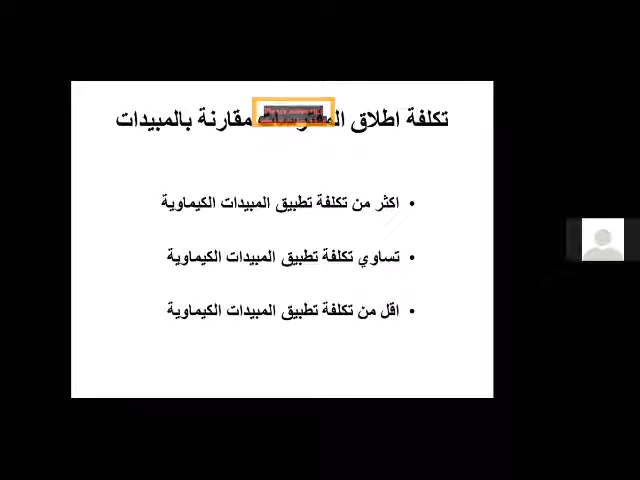 تكلفة اطلاق المفترسات مقارنة بالمبيدات
• اكثر من تكلفة تطبيق المبيدات الكيماوية
• تساوي تكلفة تطبيق المبيدات الكيماوية
• اقل من تكلفة تطبيق المبيدات الكيماوية